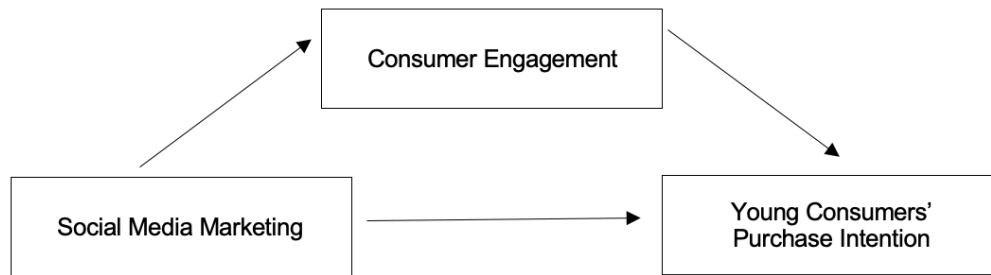 Consumer Engagement
Social Media Marketing
Young Consumers’
Purchase Intention